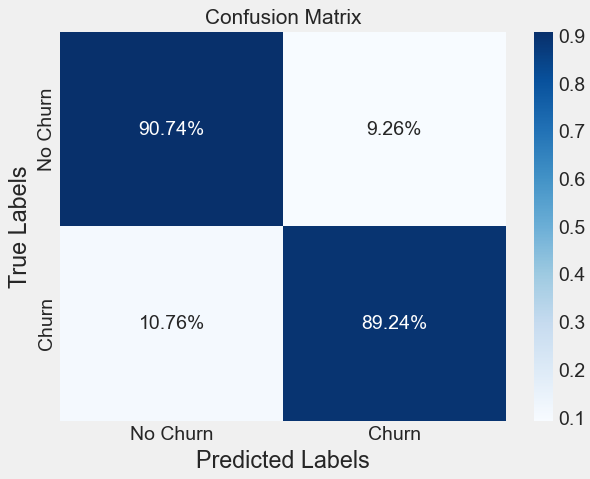 Confusion Matrix
True Labels
No Churn
90.74%
9.26%
Churn
10.76%
89.24%
No Churn
Churn
Predicted Labels
0.9
0.8
0.7
0.6
0.5
0.4
0.3
0.2
0.1